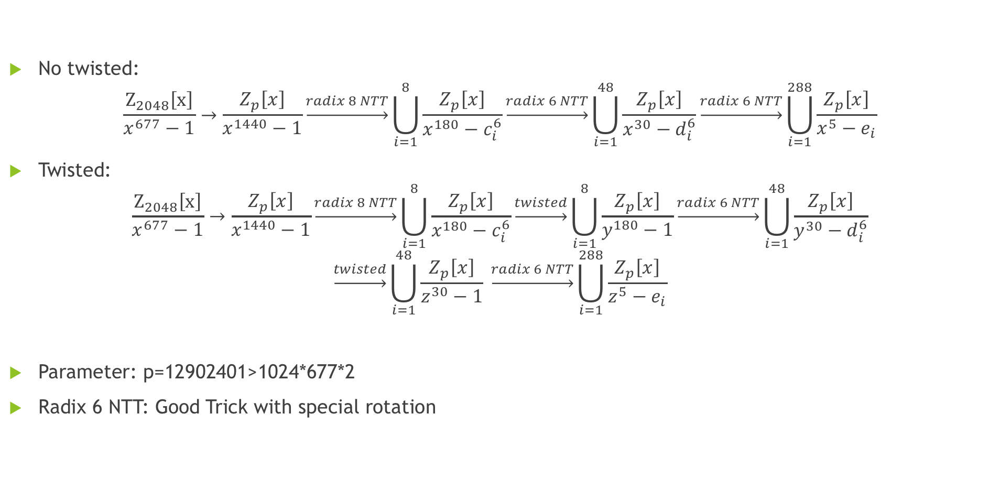 No twisted:
$\frac{Z_{2048}[x]}{x^{677}-1} \rightarrow \frac{Z_p[x]}{x^{1440}-1} \xrightarrow{radix\ 8\ NTT} \bigcup_{i=1}^{8} \frac{Z_p[x]}{x^{180}-c_i^6} \xrightarrow{radix\ 6\ NTT} \bigcup_{i=1}^{48} \frac{Z_p[x]}{x^{30}-d_i^6} \xrightarrow{radix\ 6\ NTT} \bigcup_{i=1}^{288} \frac{Z_p[x]}{x^5-e_i}$
Twisted:
$\frac{Z_{2048}[x]}{x^{677}-1} \rightarrow \frac{Z_p[x]}{x^{1440}-1} \xrightarrow{radix\ 8\ NTT} \bigcup_{i=1}^{8} \frac{Z_p[x]}{x^{180}-c_i^6} \xrightarrow{twisted} \bigcup_{i=1}^{8} \frac{Z_p[x]}{y^{180}-1} \xrightarrow{radix\ 6\ NTT} \bigcup_{i=1}^{48} \frac{Z_p[x]}{y^{30}-d_i^6}$
$\xrightarrow{twisted} \bigcup_{i=1}^{48} \frac{Z_p[x]}{z^{30}-1} \xrightarrow{radix\ 6\ NTT} \bigcup_{i=1}^{288} \frac{Z_p[x]}{z^5-e_i}$
Parameter: p=12902401>1024*677*2
Radix 6 NTT: Good Trick with special rotation